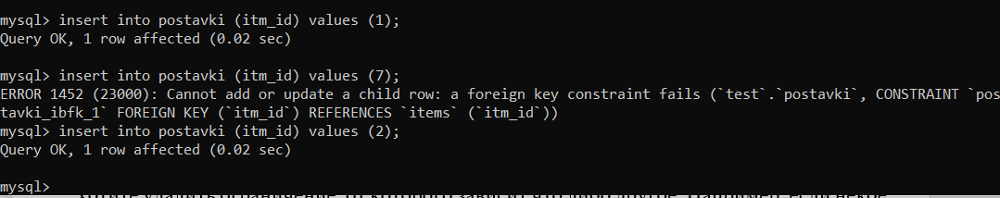 mysql> insert into postavki (itm_id) values (1);
Query OK, 1 row affected (0.02 sec)
mysql> insert into postavki (itm_id) values (7);
ERROR 1452 (23000): Cannot add or update a child row: a foreign key constraint fails (`test`.`postavki`, CONSTRAINT `pos
tavki_ibfk_1` FOREIGN KEY (`itm_id`) REFERENCES `items` (`itm_id`))
mysql> insert into postavki (itm_id) values (2);
Query OK, 1 row affected (0.02 sec)
mysql>